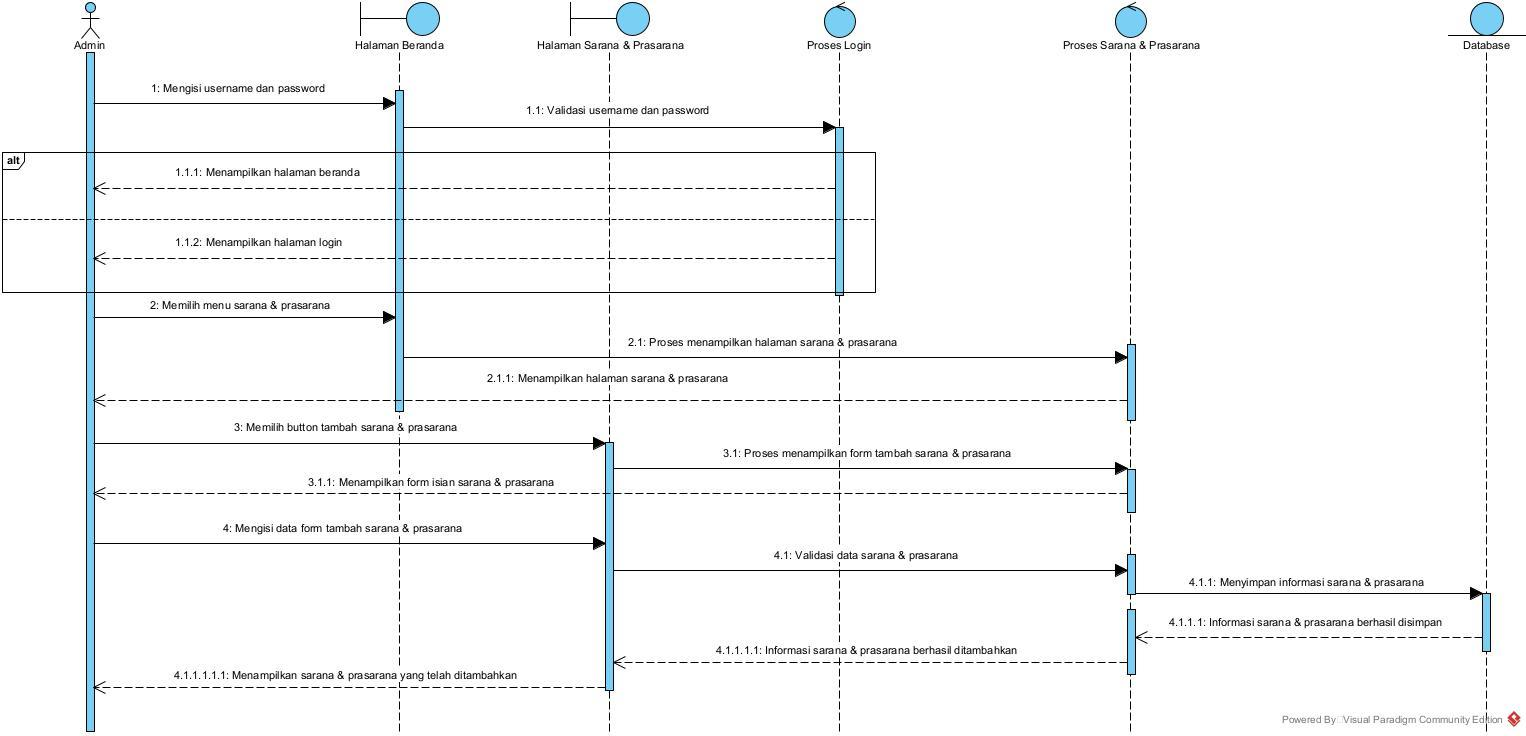 Admin
Halaman Beranda
Halaman Sarana & Prasarana
Proses Login
Proses Sarana & Prasarana
Database
1: Mengisi username dan password
1.1: Validasi username dan password
alt
1.1.1: Menampilkan halaman beranda
1.1.2: Menampilkan halaman login
2: Memilih menu sarana & prasarana
2.1: Proses menampilkan halaman sarana & prasarana
2.1.1: Menampilkan halaman sarana & prasarana
3: Memilih button tambah sarana & prasarana
3.1: Proses menampilkan form tambah sarana & prasarana
3.1.1: Menampilkan form isian sarana & prasarana
4: Mengisi data form tambah sarana & prasarana
4.1: Validasi data sarana & prasarana
4.1.1: Menyimpan informasi sarana & prasarana
4.1.1.1: Informasi sarana & prasarana berhasil disimpan
4.1.1.1.1: Informasi sarana & prasarana berhasil ditambahkan
4.1.1.1.1.1: Menampilkan sarana & prasarana yang telah ditambahkan
Powered By Visual Paradigm Community Edition